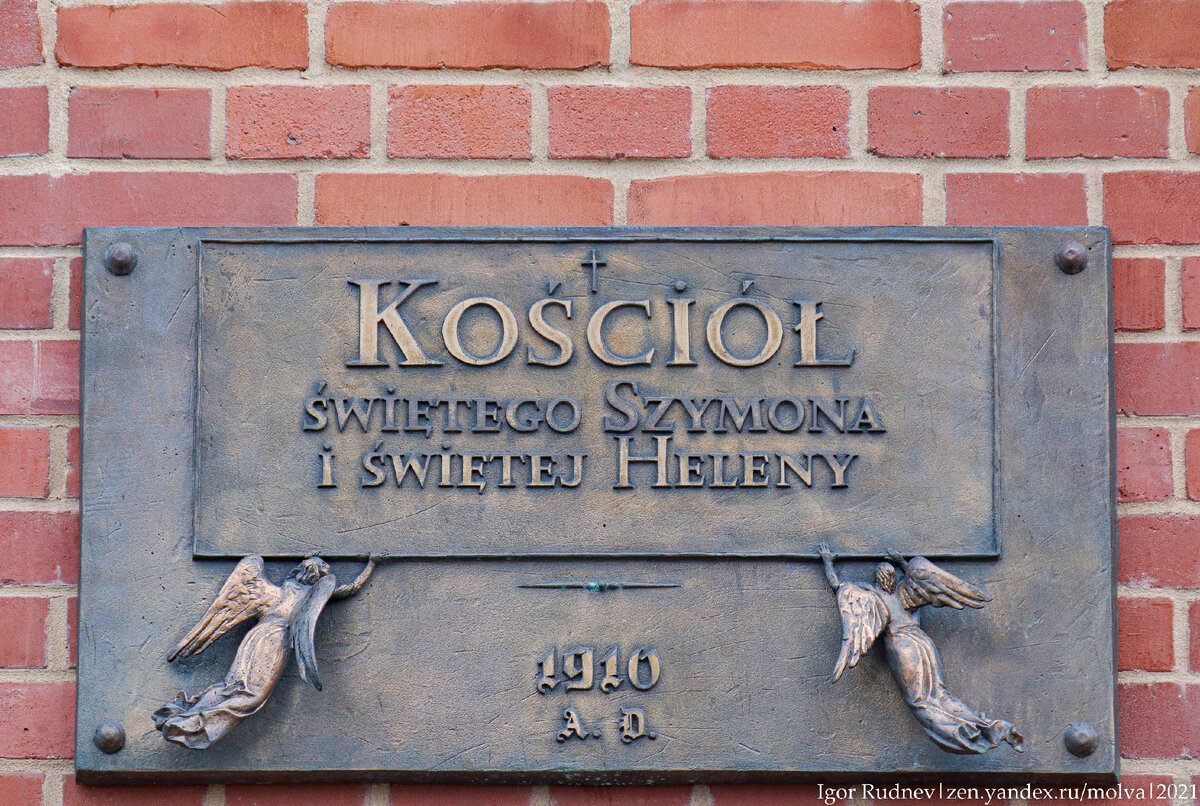 Kościół
świętego Szymona
i świętej Heleny
1910
A. D.
Igor Rudnev|zen.yandex.ru/molva|2021